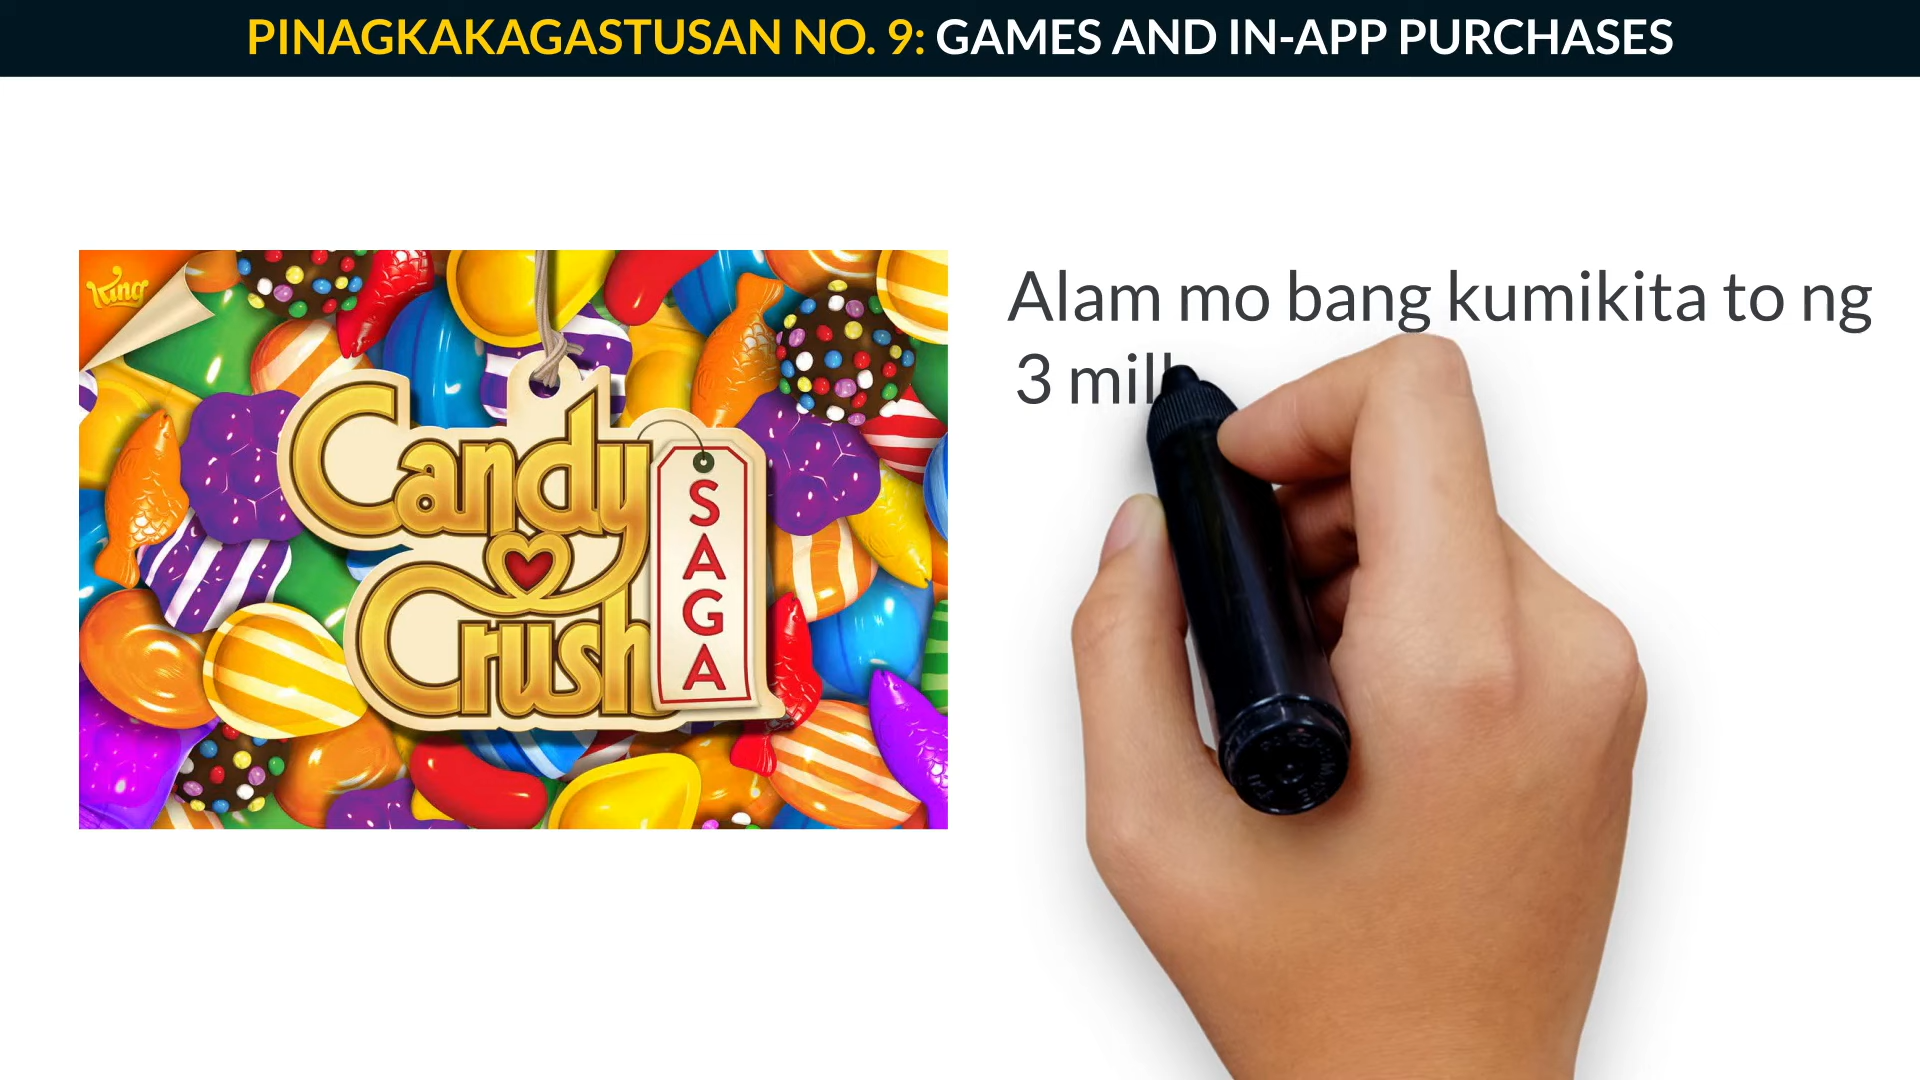 PINAGKAKAGASTUSAN NO. 9: GAMES AND IN-APP PURCHASES
King
Candy
Crush
SAGA
Alam mo bang kumikita to ng
3 mill